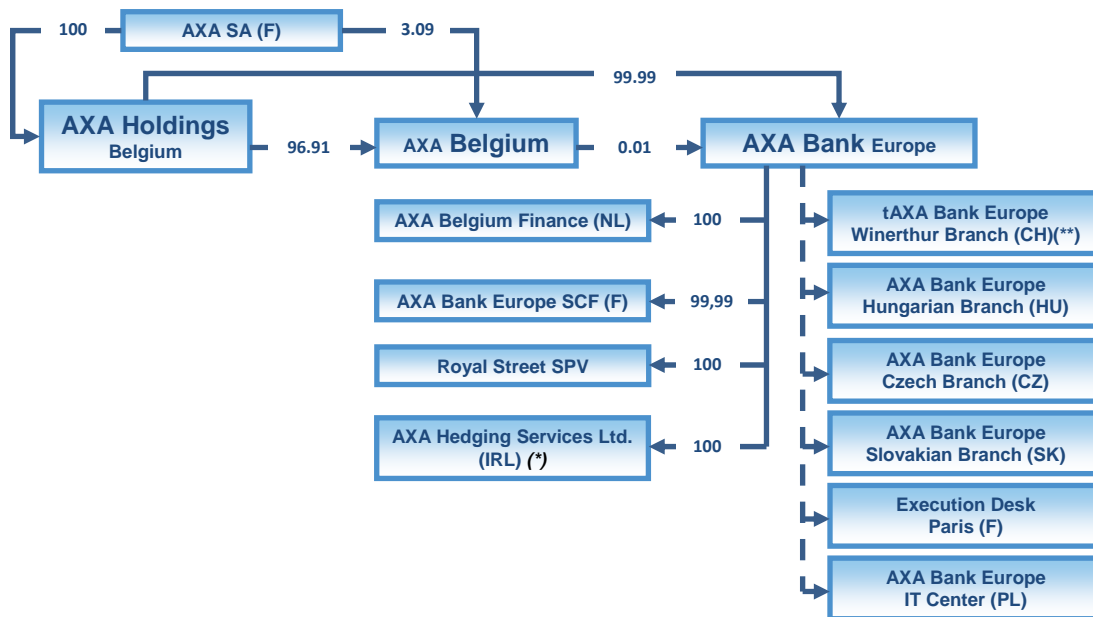 100
AXA SA (F)
3.09
99.99
AXA Holdings
Belgium
96.91
AXA Belgium
0.01
AXA Bank Europe
AXA Belgium Finance (NL)
100
tAXA Bank Europe
Winerthur Branch (CH)(**)
AXA Bank Europe SCF (F)
99,99
AXA Bank Europe
Hungarian Branch (HU)
Royal Street SPV
100
AXA Bank Europe
Czech Branch (CZ)
AXA Hedging Services Ltd.
(IRL) (*)
100
AXA Bank Europe
Slovakian Branch (SK)
Execution Desk
Paris (F)
AXA Bank Europe
IT Center (PL)